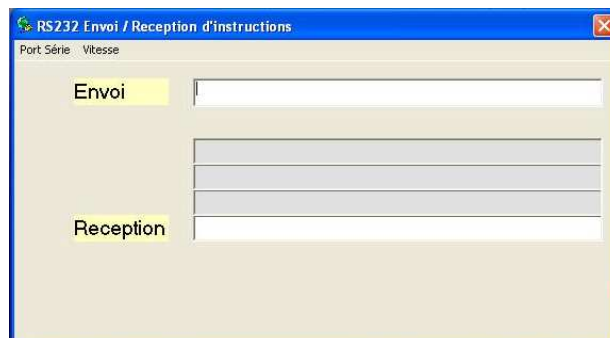 RS232 Envoi / Reception d'instructions
Port Série Vitesse
Envoi
Reception